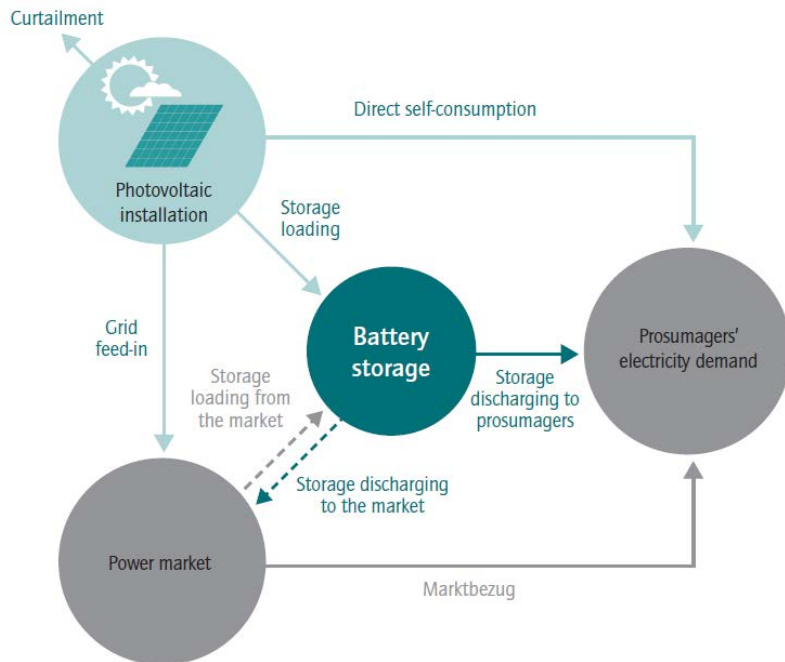 Curtailment
Direct self-consumption
Photovoltaic
installation
Storage
loading
Grid
feed-in
Battery
storage
Prosumagers'
electricity demand
Storage
loading from
the market
Storage
discharging to
prosumagers
Storage discharging
to the market
Power market
Marktbezug